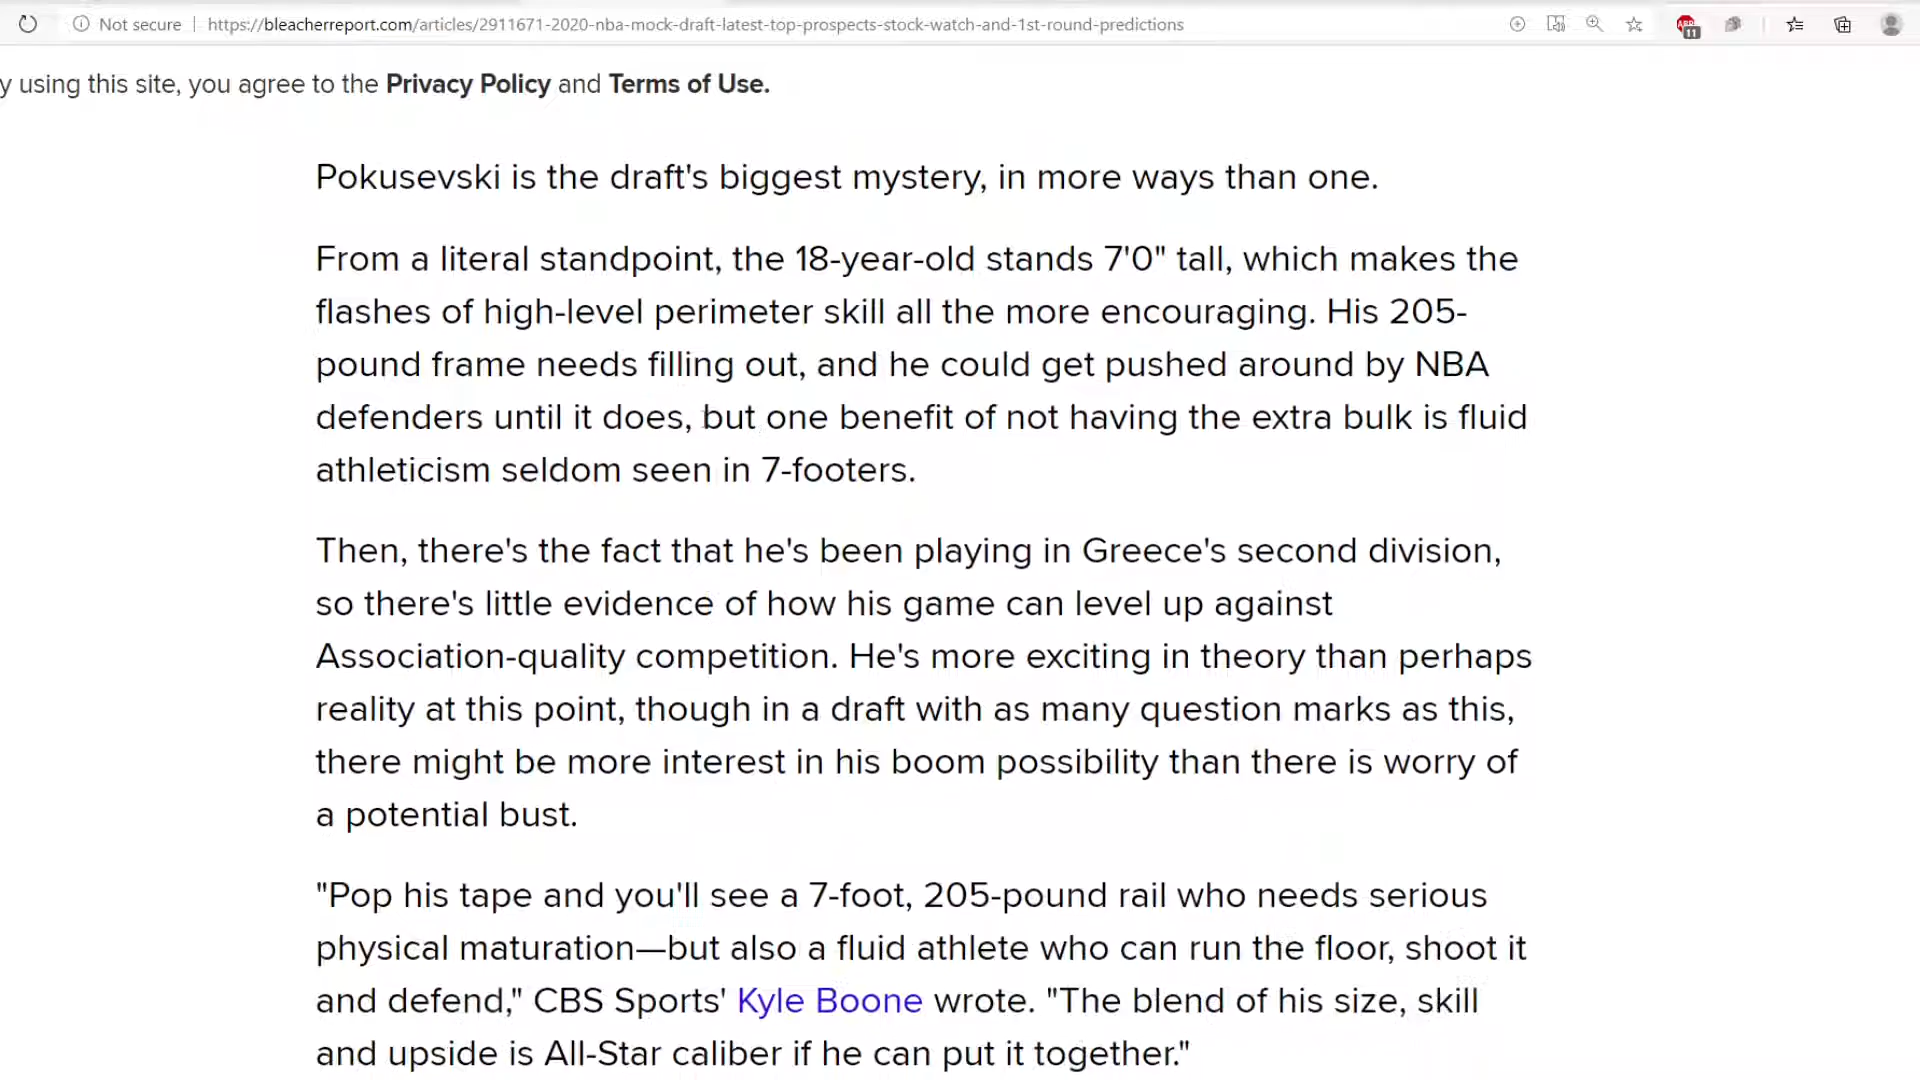 Not secure https://bleacherreport.com/articles/2911671-2020-nba-mock-draft-latest-top-prospects-stock-watch-and-1st-round-predictions
ABP
11
y using this site, you agree to the Privacy Policy and Terms of Use.
Pokusevski is the draft's biggest mystery, in more ways than one.
From a literal standpoint, the 18-year-old stands 7'0" tall, which makes the
flashes of high-level perimeter skill all the more encouraging. His 205-
pound frame needs filling out, and he could get pushed around by NBA
defenders until it does, but one benefit of not having the extra bulk is fluid
athleticism seldom seen in 7-footers.
Then, there's the fact that he's been playing in Greece's second division,
so there's little evidence of how his game can level up against
Association-quality competition. He's more exciting in theory than perhaps
reality at this point, though in a draft with as many question marks as this,
there might be more interest in his boom possibility than there is worry of
a potential bust.
"Pop his tape and you'll see a 7-foot, 205-pound rail who needs serious
physical maturation—but also a fluid athlete who can run the floor, shoot it
and defend," CBS Sports' Kyle Boone wrote. "The blend of his size, skill
and upside is All-Star caliber if he can put it together."